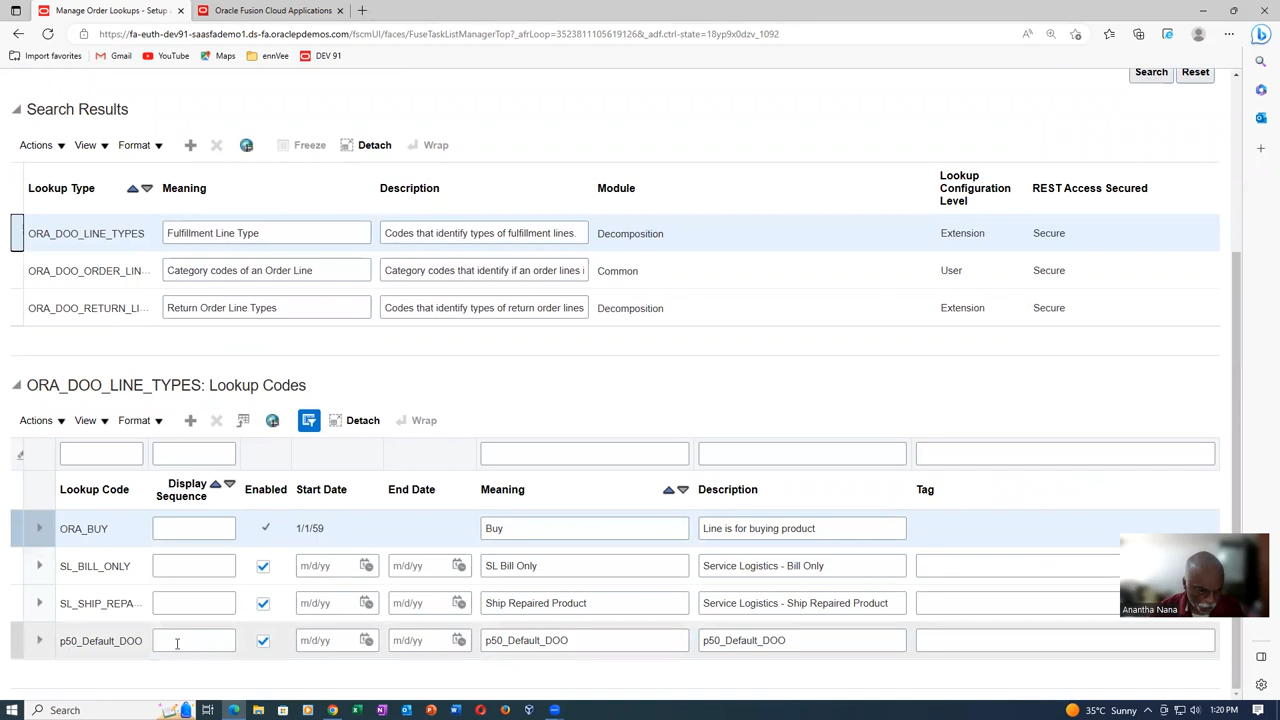 Manage Order Lookups - Setup
Oracle Fusion Cloud Applications
https://fa-euth-dev91-saasfademo1.ds-fa.oraclepdemos.com/fscmUI/faces/FuseTaskListManagerTop?_afrLoop=35238111056191126&_adf.ctrl-state=18yp9x0dzv_1092
Import favorites
Gmail
YouTube
Maps
ennVee
DEV 91
Search
Reset
Search Results
Actions
View
Format
Freeze
Detach
Wrap
Lookup Type
Meaning
Description
Module
Lookup Configuration Level
REST Access Secured
ORA_DOO_LINE_TYPES
Fulfillment Line Type
Codes that identify types of fulfillment lines.
Decomposition
Extension
Secure
ORA_DOO_ORDER_LIN...
Category codes of an Order Line
Category codes that identify if an order lines i
Common
User
Secure
ORA_DOO_RETURN_LI...
Return Order Line Types
Codes that identify types of return order lines
Decomposition
Extension
Secure
ORA_DOO_LINE_TYPES: Lookup Codes
Actions
View
Format
Detach
Wrap
Lookup Code
Display Sequence
Enabled
Start Date
End Date
Meaning
Description
Tag
ORA_BUY
1/1/59
Buy
Line is for buying product
SL_BILL_ONLY
m/d/yy
m/d/yy
SL Bill Only
Service Logistics - Bill Only
SL_SHIP_REPA...
m/d/yy
m/d/yy
Ship Repaired Product
Service Logistics - Ship Repaired Product
p50_Default_DOO
m/d/yy
m/d/yy
p50_Default_DOO
p50_Default_DOO
Anantha Nana
Search
35°C Sunny
1:20 PM